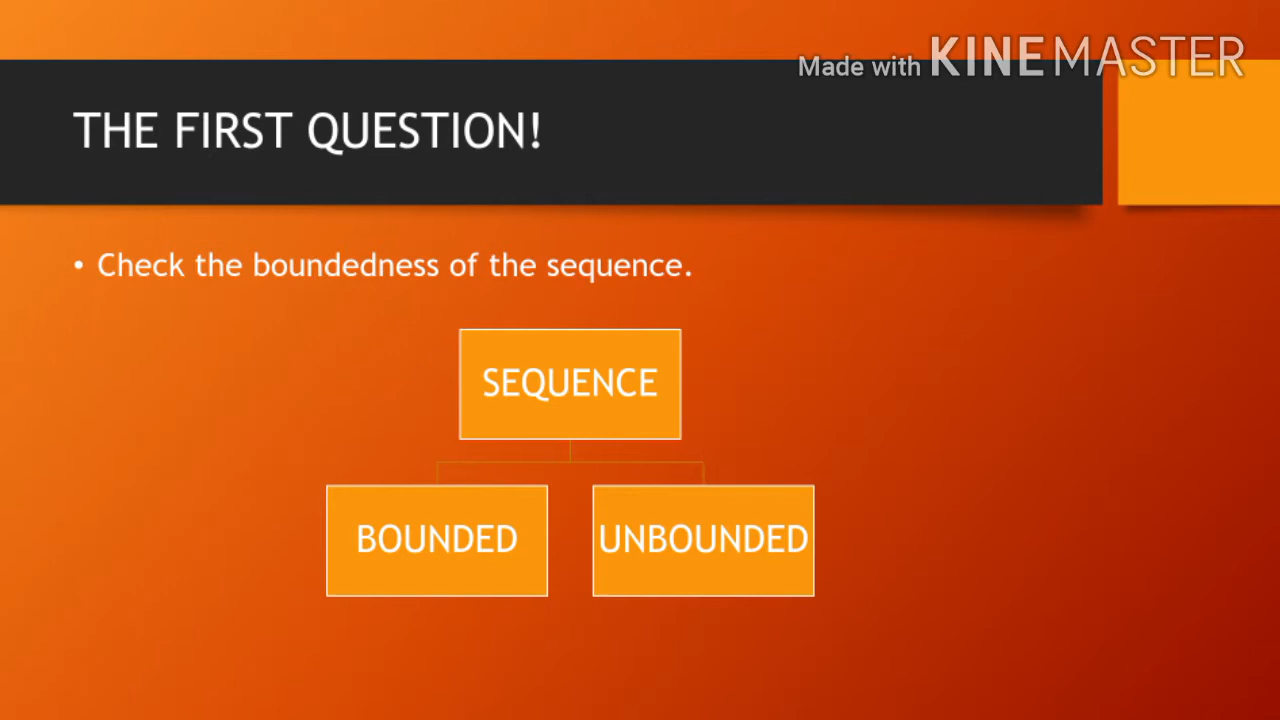 Made with KINEMASTER
THE FIRST QUESTION!
• Check the boundedness of the sequence.
SEQUENCE
BOUNDED
UNBOUNDED